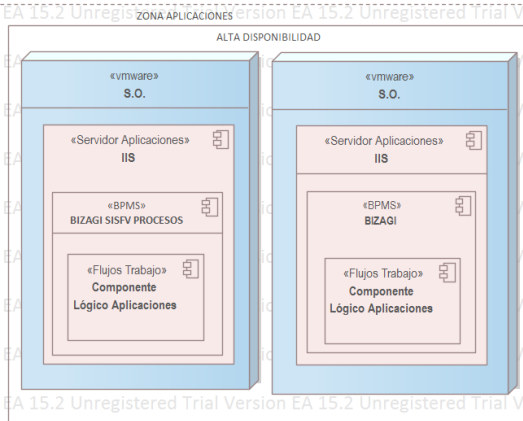 EA 15.2 Unregistered Trial Version EA 15.2 Unregistered Trial V
ZONA APLICACIONES
ALTA DISPONIBILIDAD
«vmware»
S.O.
«Servidor Aplicaciones»
IIS
«BPMS»
BIZAGI SISFV PROCESOS
«Flujos Trabajo»
Componente
Lógico Aplicaciones
«vmware»
S.O.
«Servidor Aplicaciones»
IIS
«BPMS»
BIZAGI
«Flujos Trabajo»
Componente
Lógico Aplicaciones
EA 15.2 Unregistered Trial Version EA 15.2 Unregistered Trial V